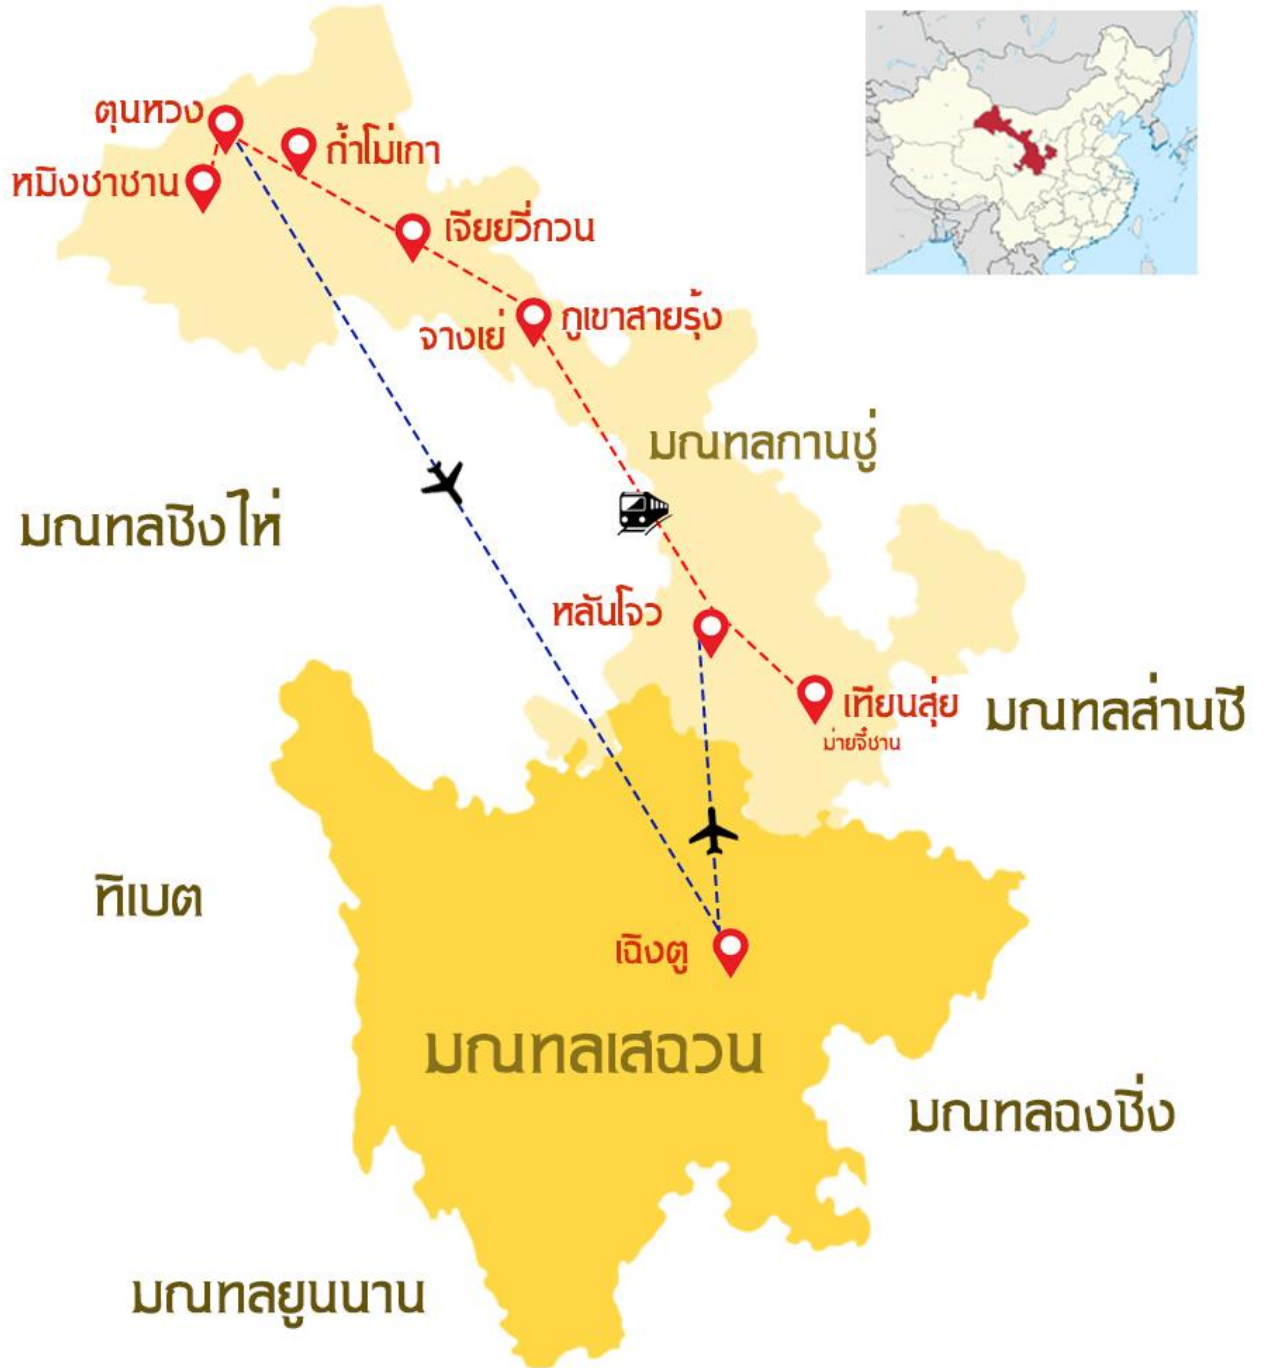 ตุนหวง
ถ้ำโม่เกา
หมิงซาซาน
เจียยวี่กวน
ภูเขาสายรุ้ง
จางเย่
มณฑลกานซู่
มณฑลชิงไห่
หลันโจว
เทียนสุ่ย
ม่ายจีซาน
มณฑลส่านซี
ทิเบต
เฉิงตู
มณฑลเสฉวน
มณฑลฉงชิ่ง
มณฑลยูนนาน